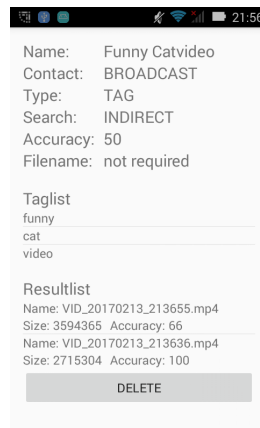 21:56
Name: Funny Catvideo
Contact: BROADCAST
Type: TAG
Search: INDIRECT
Accuracy: 50
Filename: not required
Taglist
funny
cat
video
Resultlist
Name: VID_20170213_213655.mp4
Size: 3594365 Accuracy: 66
Name: VID_20170213_213636.mp4
Size: 2715304 Accuracy: 100
DELETE